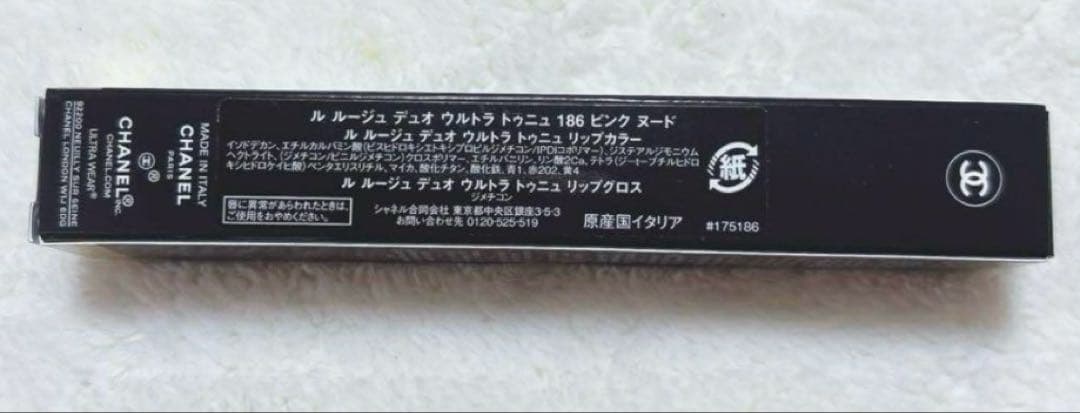 ル ルージュ デュオ ウルトラ トゥニュ 186 ピンク ヌード
ル ルージュ デュオ ウルトラ トゥニュ リップカラー
イソドデカン、エチルカルバミン酸(ビスヒドロキシエトキシプロピルジメチコン/IPDIコポリマー)、ジステアルジモニウム
ヘクトライト、(ジメチコン/ビニルジメチコン)クロスポリマー、エチルバニリン、リン酸2Ca、テトラ(ジ-t-ブチルヒドロ
キシヒドロケイヒ酸)ペンタエリスリチル、マイカ、酸化チタン、酸化鉄、青1、赤202、黄4
ル ルージュ デュオ ウルトラ トゥニュ リップグロス
ジメチコン
唇に異常があらわれたときは、
ご使用をおやめください。
シャネル合同会社 東京都中央区銀座3-5-3
お問い合わせ先 0120-525-519
原産国イタリア
#175186
紙
MADE IN ITALY
CHANEL
PARIS
CHANEL® INC.
CHANEL.COM
ULTRA WEAR®
92200 NEUILLY SUR SEINE
CHANEL LONDON W1J 6DG